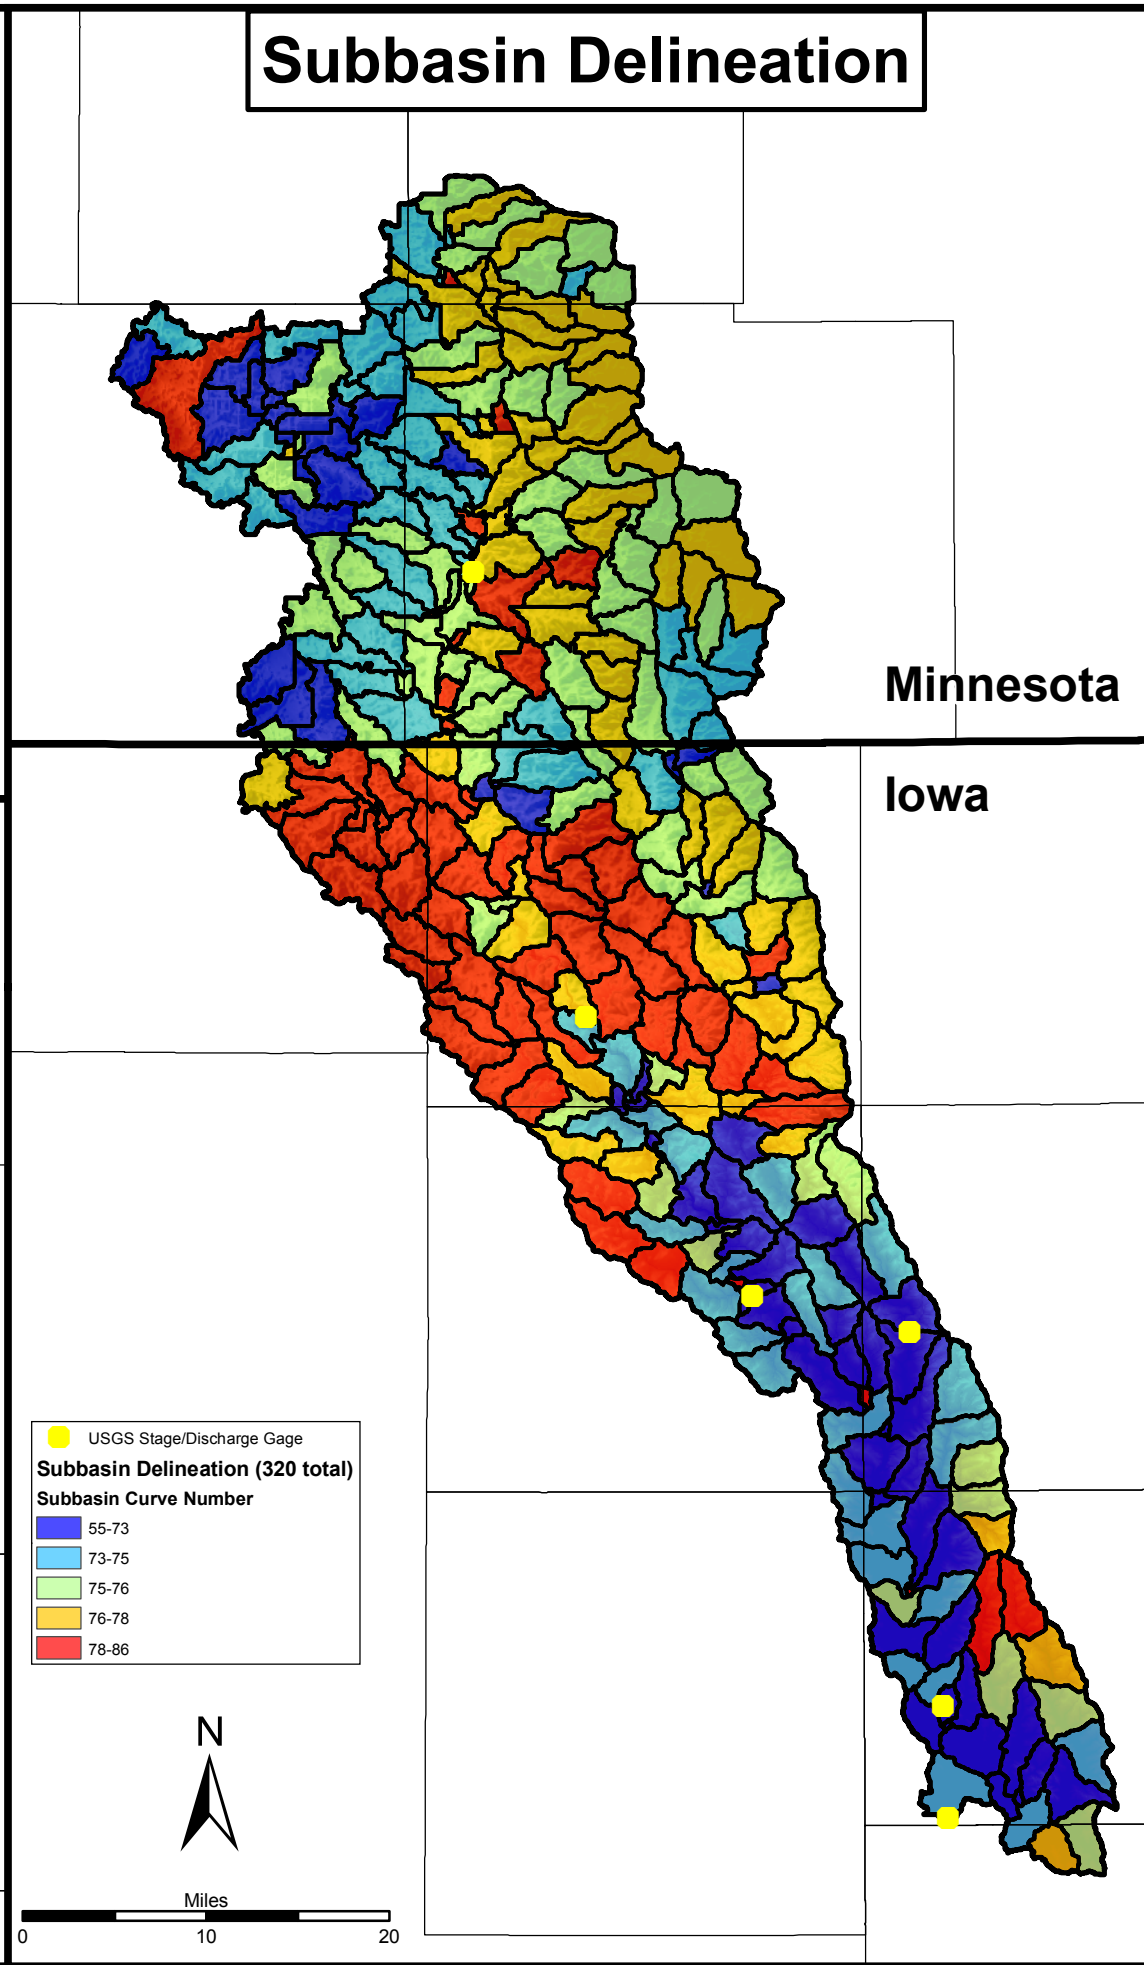 Subbasin Delineation
Minnesota
Iowa
USGS Stage/Discharge Gage
Subbasin Delineation (320 total)
Subbasin Curve Number
55-73
73-75
75-76
76-78
78-86
N
Miles
0 10 20